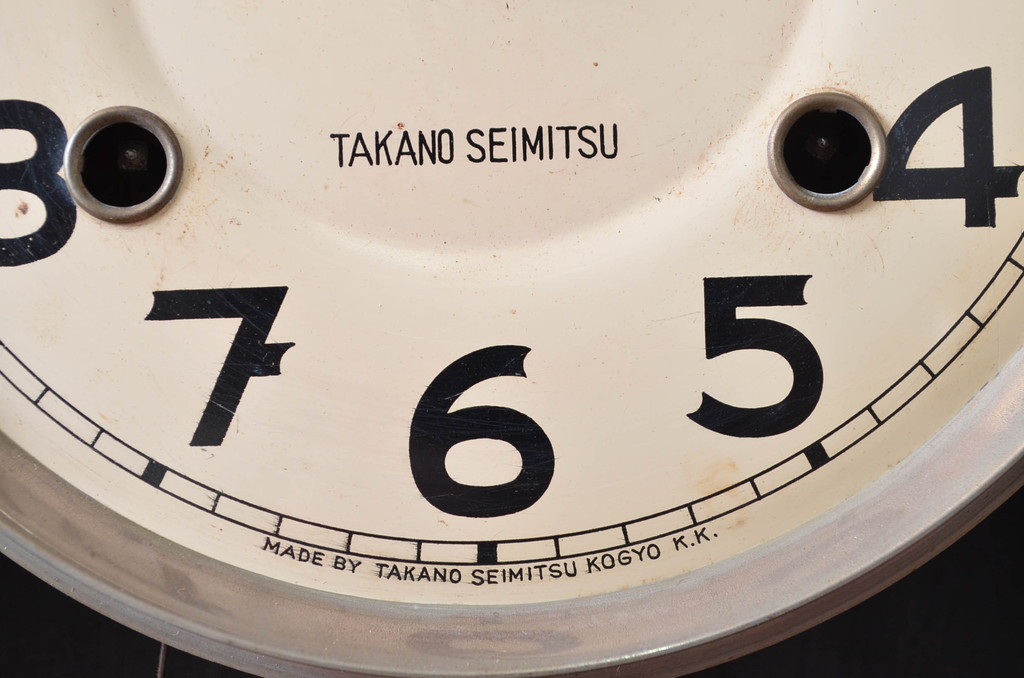 TAKANO SEIMITSU
8 4
7 5
6
MADE BY TAKANO SEIMITSU KOGYO K.K.